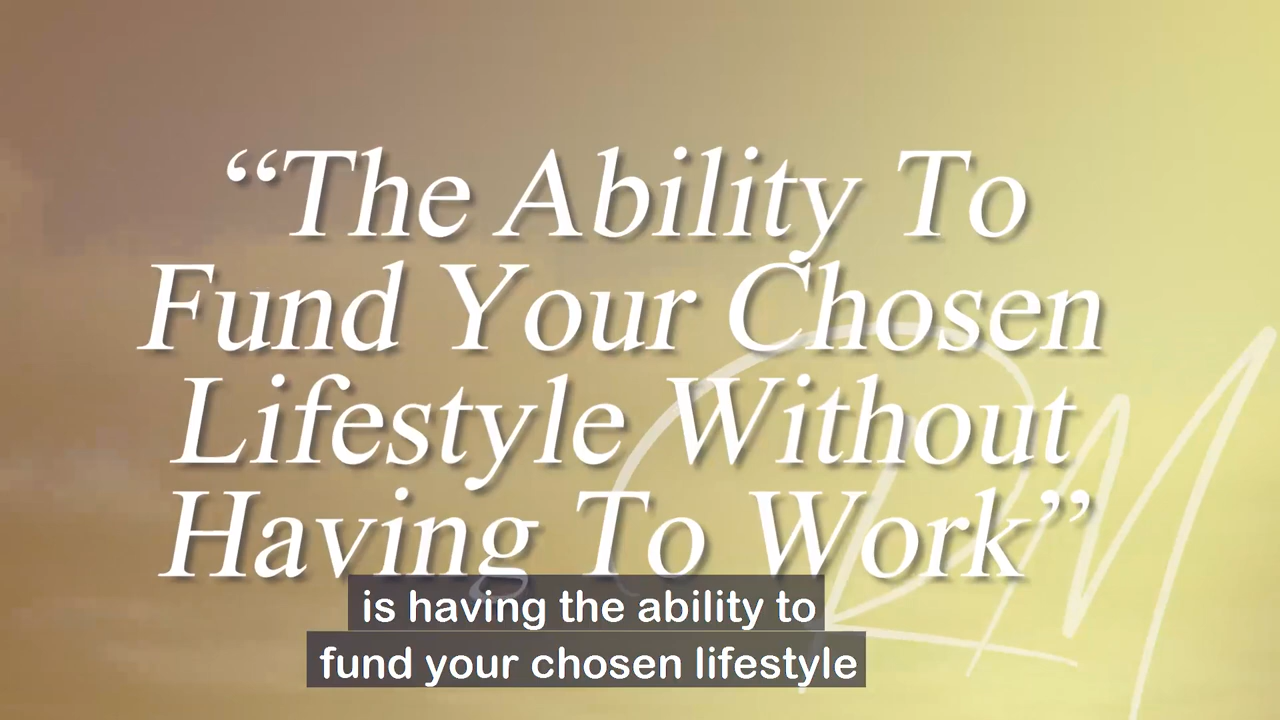 “The Ability To
Fund Your Chosen
Lifestyle Without
Having To Work”
is having the ability to
fund your chosen lifestyle